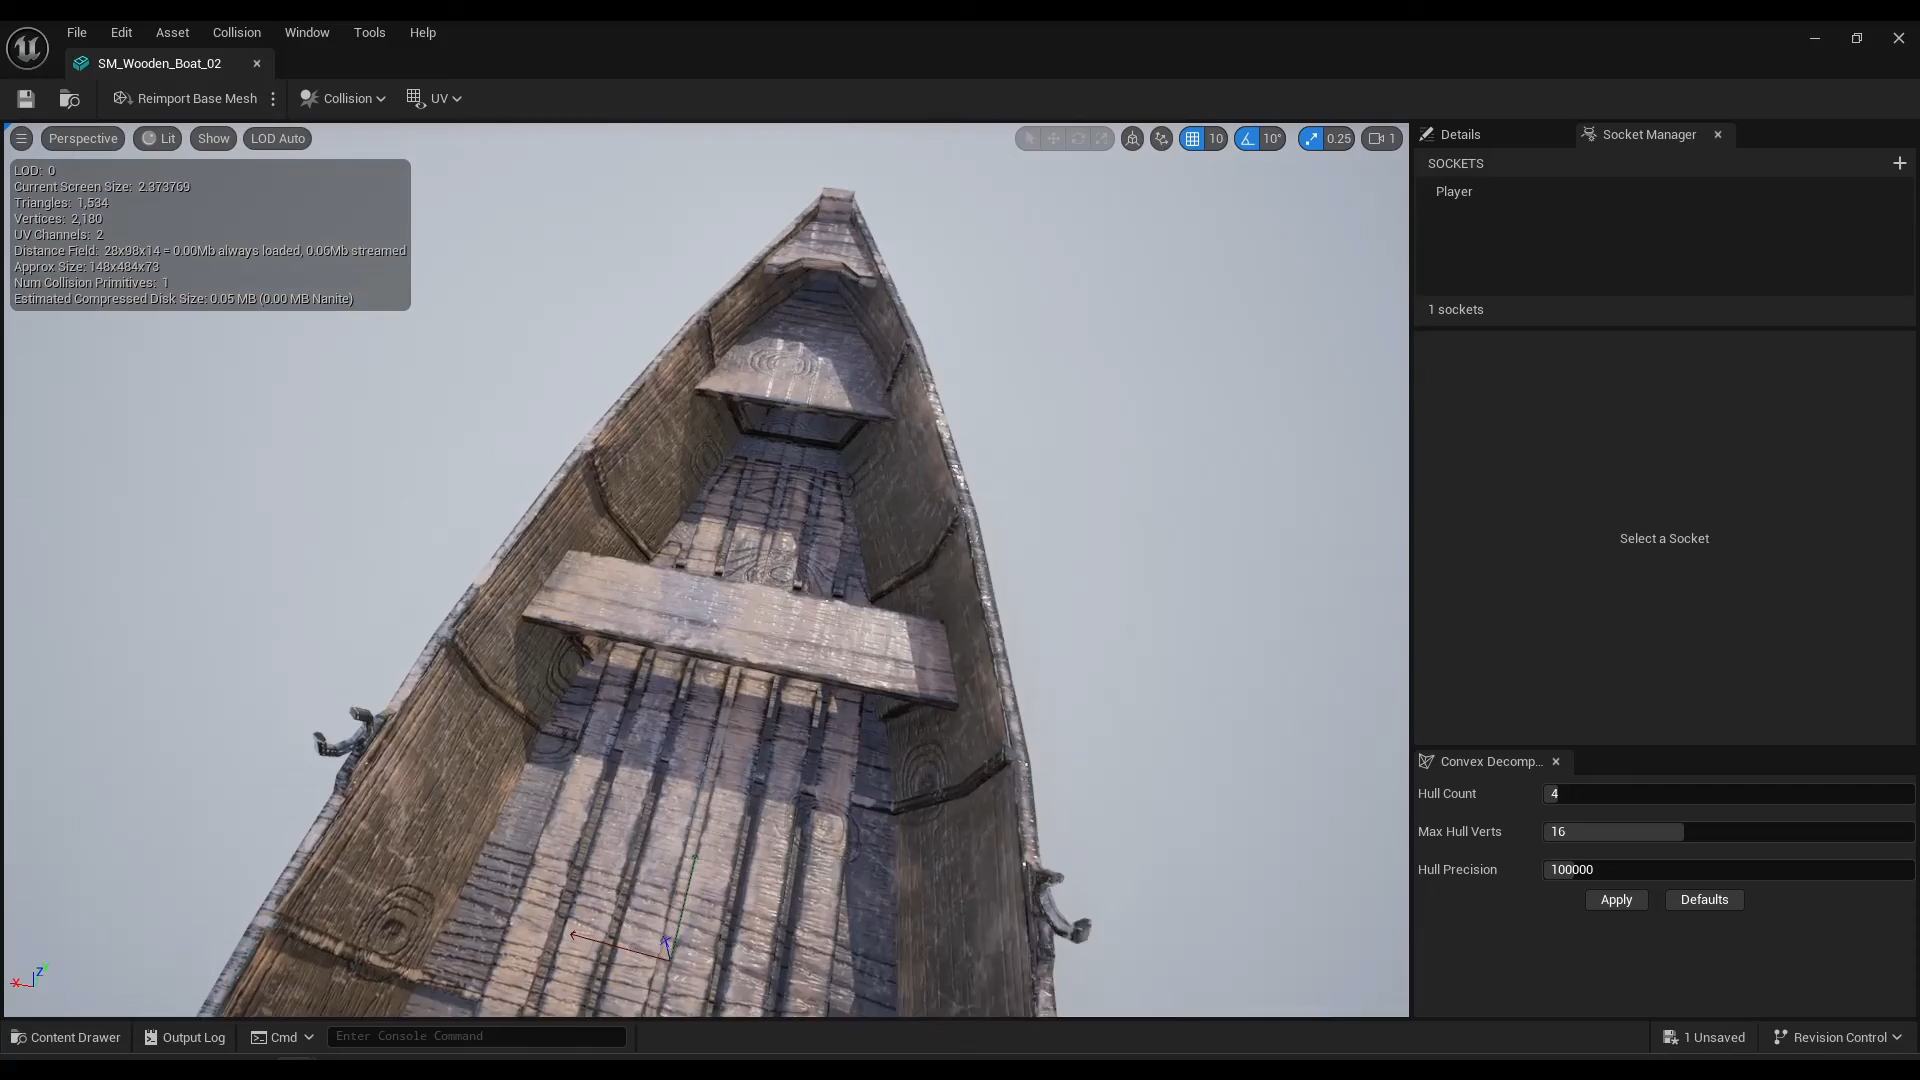 File Edit Asset Collision Window Tools Help
SM_Wooden_Boat_02
Reimport Base Mesh Collision UV
Perspective Lit Show LOD Auto 10 10° 0.25 1
LOD: 0
Current Screen Size: 2.373769
Triangles: 1,534
Vertices: 2,180
UV Channels: 2
Distance Field: 28x98x14 = 0.00Mb always loaded, 0.06Mb streamed
Approx Size: 148x484x73
Num Collision Primitives: 1
Estimated Compressed Disk Size: 0.05 MB (0.00 MB Nanite)
X Z Y
Details Socket Manager
SOCKETS
Player
1 sockets
Select a Socket
Convex Decomp...
Hull Count 4
Max Hull Verts 16
Hull Precision 100000
Apply Defaults
Content Drawer Output Log Cmd Enter Console Command 1 Unsaved Revision Control